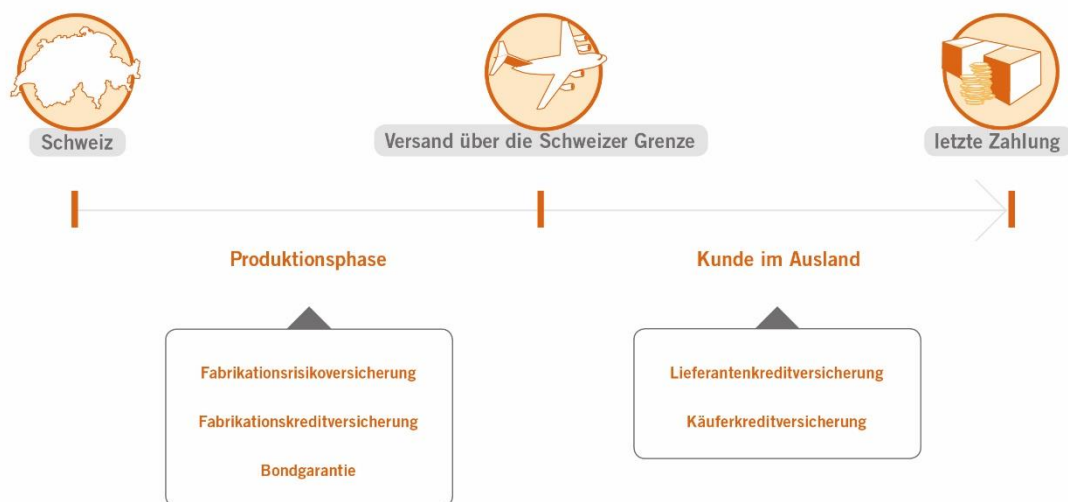 Schweiz
Versand über die Schweizer Grenze
letzte Zahlung
Produktionsphase
Kunde im Ausland
Fabrikationsrisikoversicherung
Fabrikationskreditversicherung
Bondgarantie
Lieferantenkreditversicherung
Käuferkreditversicherung